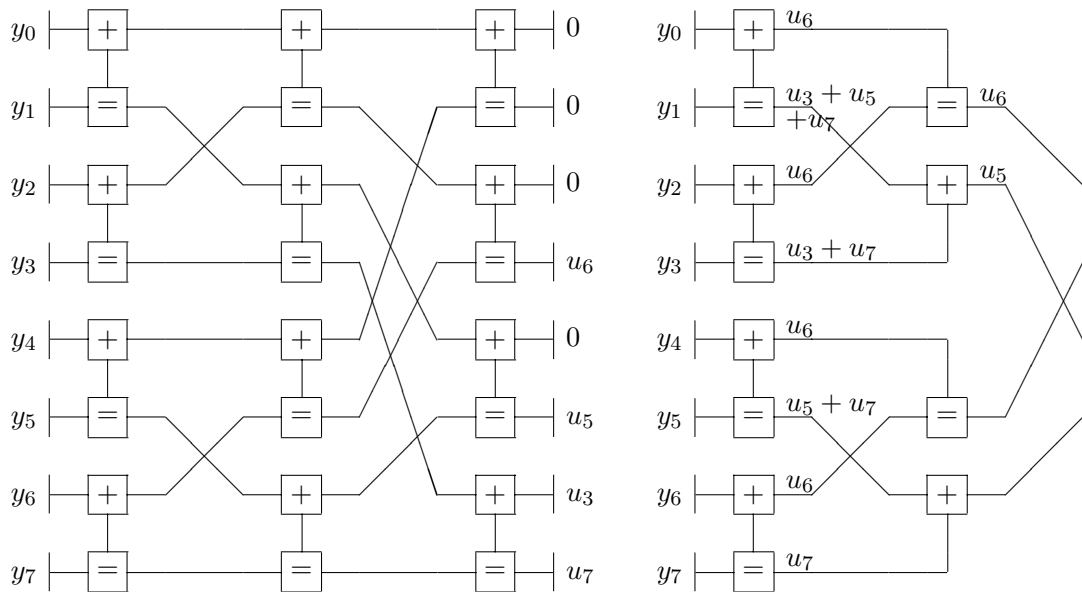 y₀ + + + 0 y₀ + u₆
y₁ = = = 0 y₁ = u₃ + u₅ = u₆
+u₇
y₂ + + + 0 y₂ + u₆ + u₅
y₃ = = = u₆ y₃ = u₃ + u₇
y₄ + + + 0 y₄ + u₆
y₅ = = = u₅ y₅ = u₅ + u₇ =
y₆ + + + u₃ y₆ + u₆ +
y₇ = = = u₇ y₇ = u₇